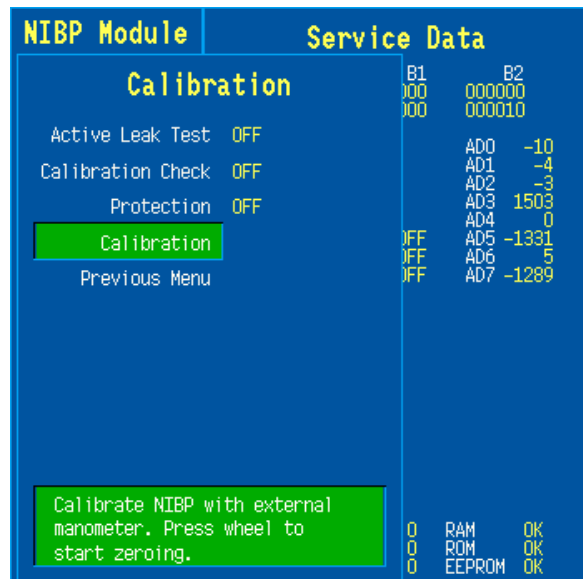 NIBP Module
Service Data
Calibration
Active Leak Test OFF
Calibration Check OFF
Protection OFF
Calibration
Previous Menu
Calibrate NIBP with external
manometer. Press wheel to
start zeroing.
B1 B2
000 000000
000 000010
AD0 -10
AD1 -4
AD2 -3
AD3 1503
AD4 0
OFF AD5 -1331
OFF AD6 5
OFF AD7 -1289
0 RAM OK
0 ROM OK
0 EEPROM OK